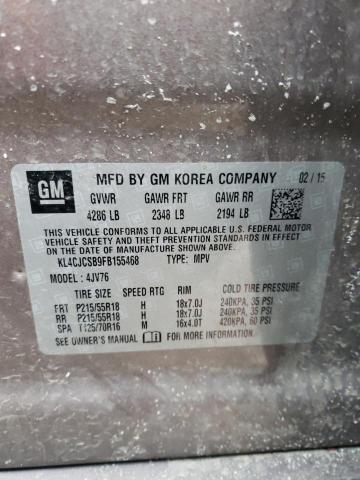 GM
MFD BY GM KOREA COMPANY 02 / 15
GVWR GAWR FRT GAWR RR
4286 LB 2348 LB 2194 LB
THIS VEHICLE CONFORMS TO ALL APPLICABLE U.S. FEDERAL MOTOR
VEHICLE SAFETY, BUMPER, AND THEFT PREVENTION STANDARDS IN EFFECT
ON THE DATE OF MANUFACTURE SHOWN ABOVE.
KL4CJCSB9FB155468 TYPE: MPV
MODEL: 4JV76
TIRE SIZE SPEED RTG RIM COLD TIRE PRESSURE
FRT P215/55R18 H 18x7.0J 240KPA, 35 PSI
RR P215/55R18 H 18x7.0J 240KPA, 35 PSI
SPA T125/70R16 M 16x4.0T 420KPA, 60 PSI
SEE OWNER'S MANUAL FOR MORE INFORMATION.